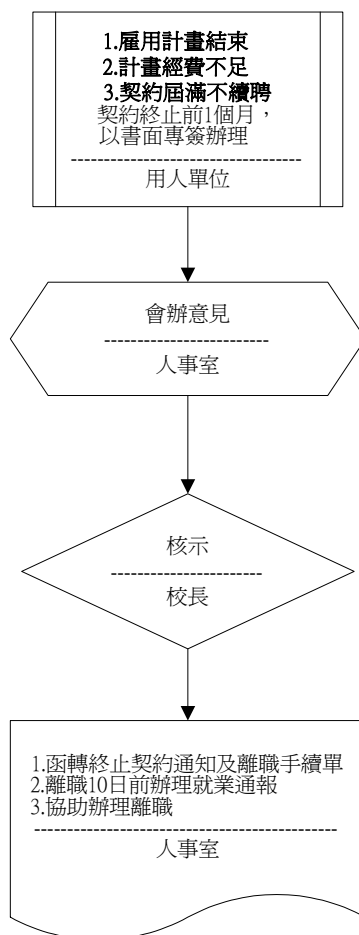 1.雇用計畫結束
2.計畫經費不足
3.契約屆滿不續聘
契約終止前1個月，
以書面專簽辦理
----------------------------------
用人單位
會辦意見
-------------------------
人事室
核示
-----------------------
校長
1.函轉終止契約通知及離職手續單
2.離職10日前辦理就業通報
3.協助辦理離職
----------------------------------------------
人事室